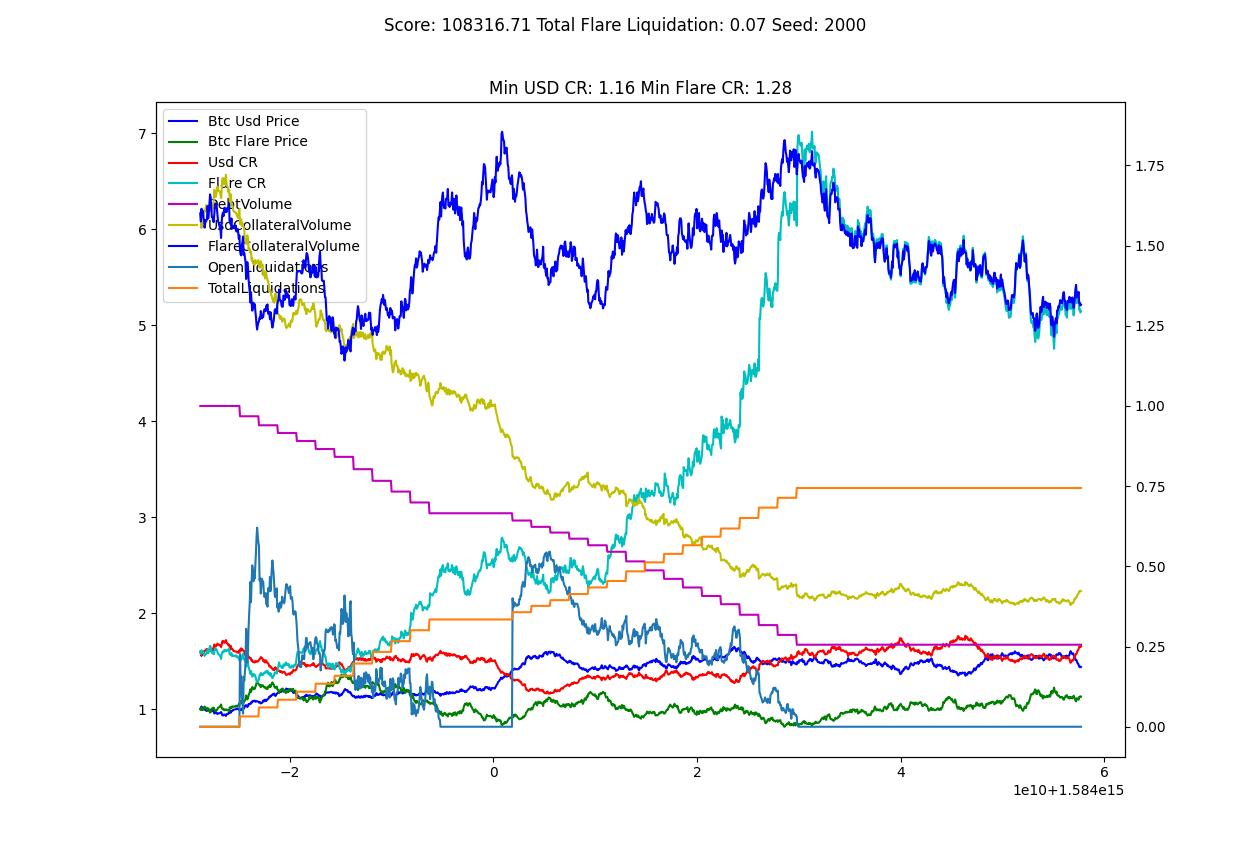 Score: 108316.71 Total Flare Liquidation: 0.07 Seed: 2000
Min USD CR: 1.16 Min Flare CR: 1.28
Btc Usd Price
Btc Flare Price
Usd CR
Flare CR
DebtVolume
UsdCollateralVolume
FlareCollateralVolume
OpenLiquidations
TotalLiquidations
7
6
5
4
3
2
1
1.75
1.50
1.25
1.00
0.75
0.50
0.25
0.00
−2
0
2
4
6
1e10+1.584e15